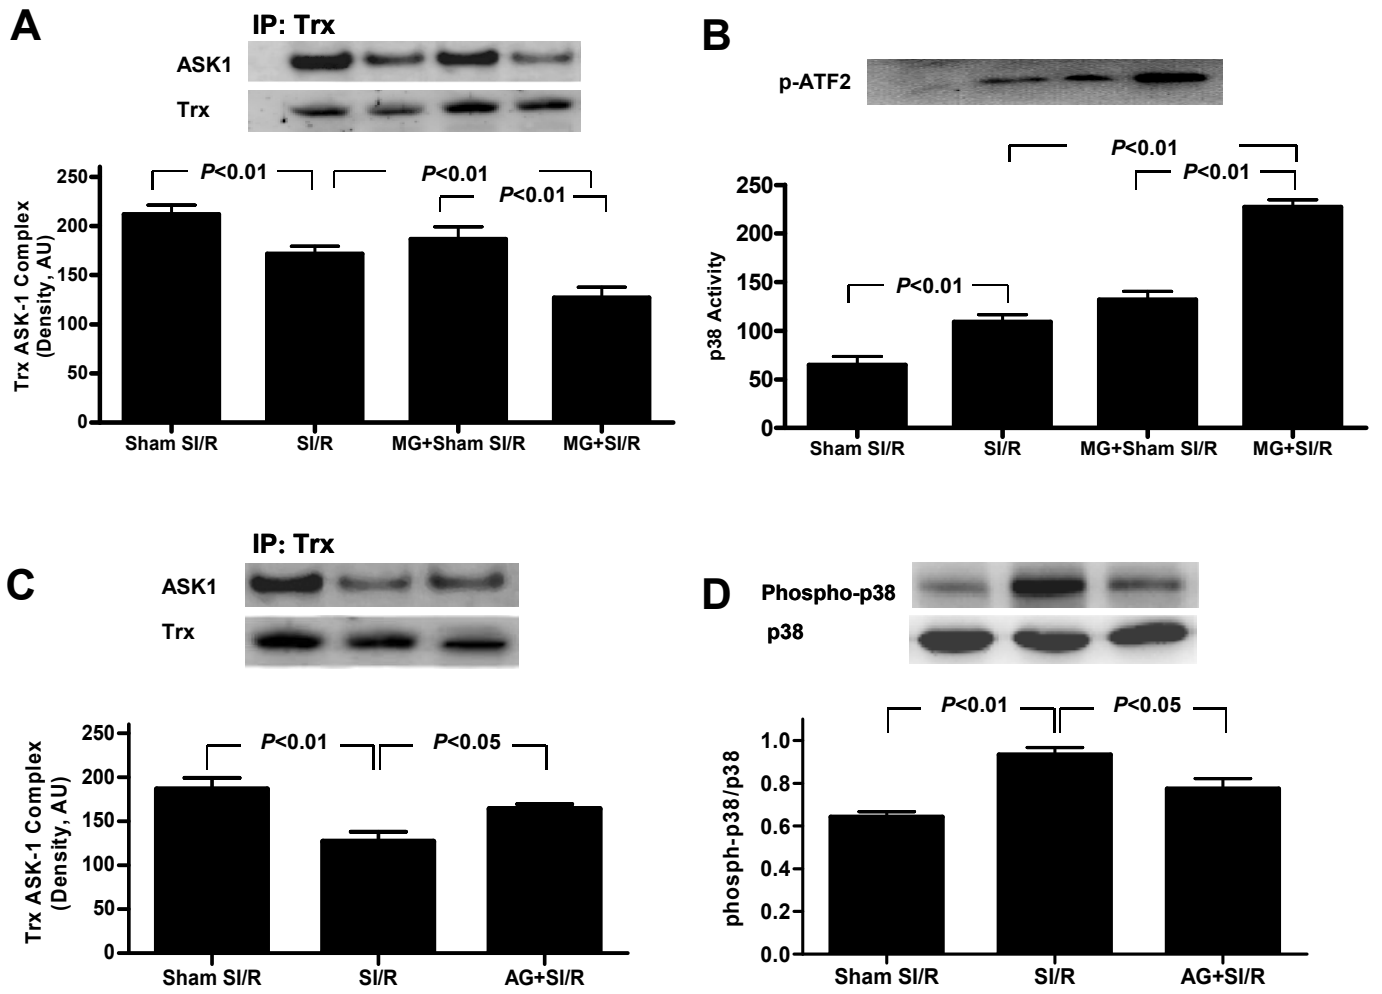 A
IP: Trx
ASK1
Trx
P<0.01
P<0.01
P<0.01
250
200
150
100
50
0
Trx ASK-1 Complex
(Density, AU)
Sham SI/R
SI/R
MG+Sham SI/R
MG+SI/R
B
p-ATF2
P<0.01
P<0.01
P<0.01
250
200
150
100
50
0
p38 Activity
Sham SI/R
SI/R
MG+Sham SI/R
MG+SI/R
C
IP: Trx
ASK1
Trx
P<0.01
P<0.05
250
200
150
100
50
0
Trx ASK-1 Complex
(Density, AU)
Sham SI/R
SI/R
AG+SI/R
D
Phospho-p38
p38
P<0.01
P<0.05
1.0
0.8
0.6
0.4
0.2
0.0
phosph-p38/p38
Sham SI/R
SI/R
AG+SI/R